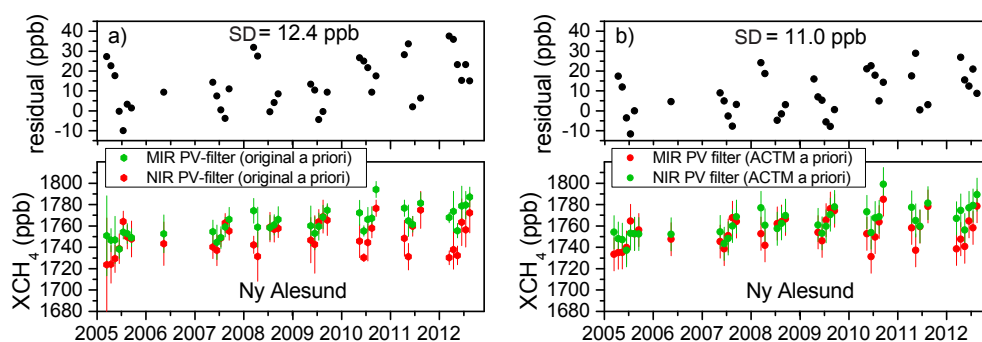 a)
SD = 12.4 ppb
residual (ppb)
40
30
20
10
0
-10
MIR PV-filter (original a priori)
NIR PV-filter (original a priori)
XCH4 (ppb)
1800
1780
1760
1740
1720
1700
1680
Ny Alesund
2005 2006 2007 2008 2009 2010 2011 2012
b)
SD = 11.0 ppb
residual (ppb)
40
30
20
10
0
-10
MIR PV filter (ACTM a priori)
NIR PV filter (ACTM a priori)
XCH4 (ppb)
1800
1780
1760
1740
1720
1700
1680
Ny Alesund
2005 2006 2007 2008 2009 2010 2011 2012